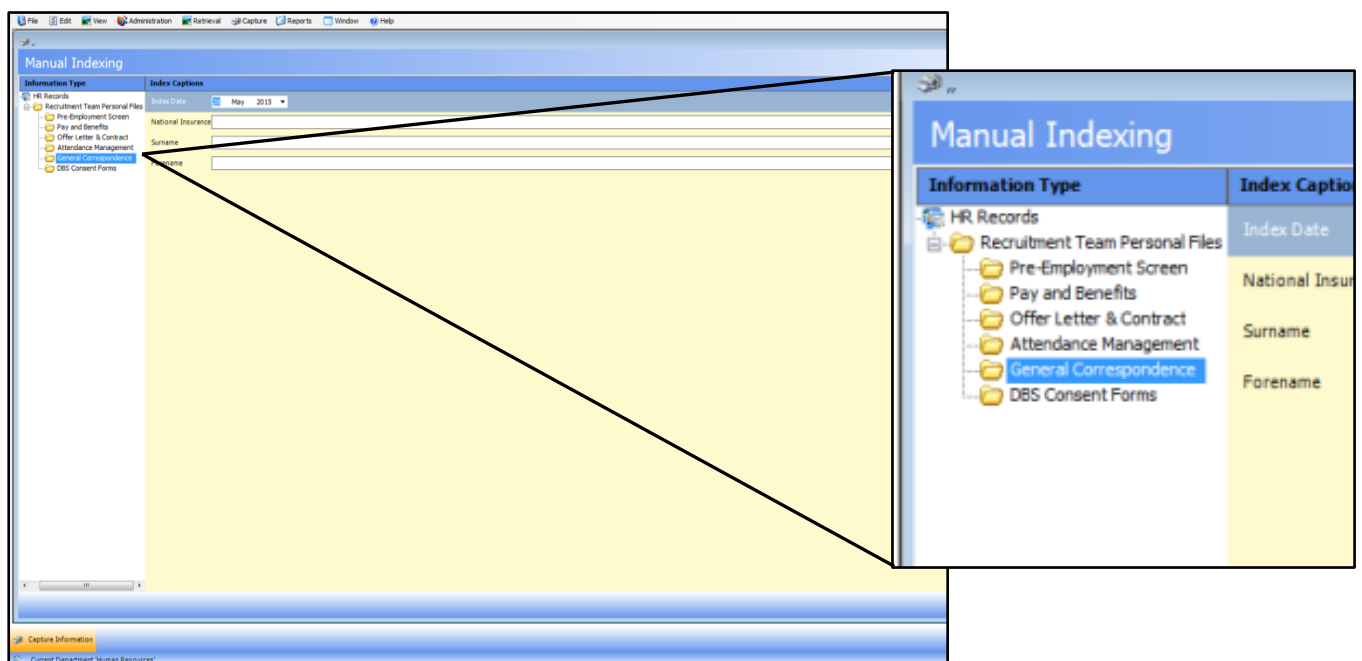 File Edit View Administration Retrieval Capture Reports Window Help
Manual Indexing
Information Type Index Captions
HR Records
Recruitment Team Personal Files
Pre-Employment Screen
Pay and Benefits
Offer Letter & Contract
Attendance Management
General Correspondence
DBS Consent Forms
Index Date May 2015
National Insurance
Surname
Forename
Capture Information
Current Department 'Human Resources'
Manual Indexing
Information Type Index Captio
HR Records
Recruitment Team Personal Files
Pre-Employment Screen
Pay and Benefits
Offer Letter & Contract
Attendance Management
General Correspondence
DBS Consent Forms
Index Date
National Insur
Surname
Forename